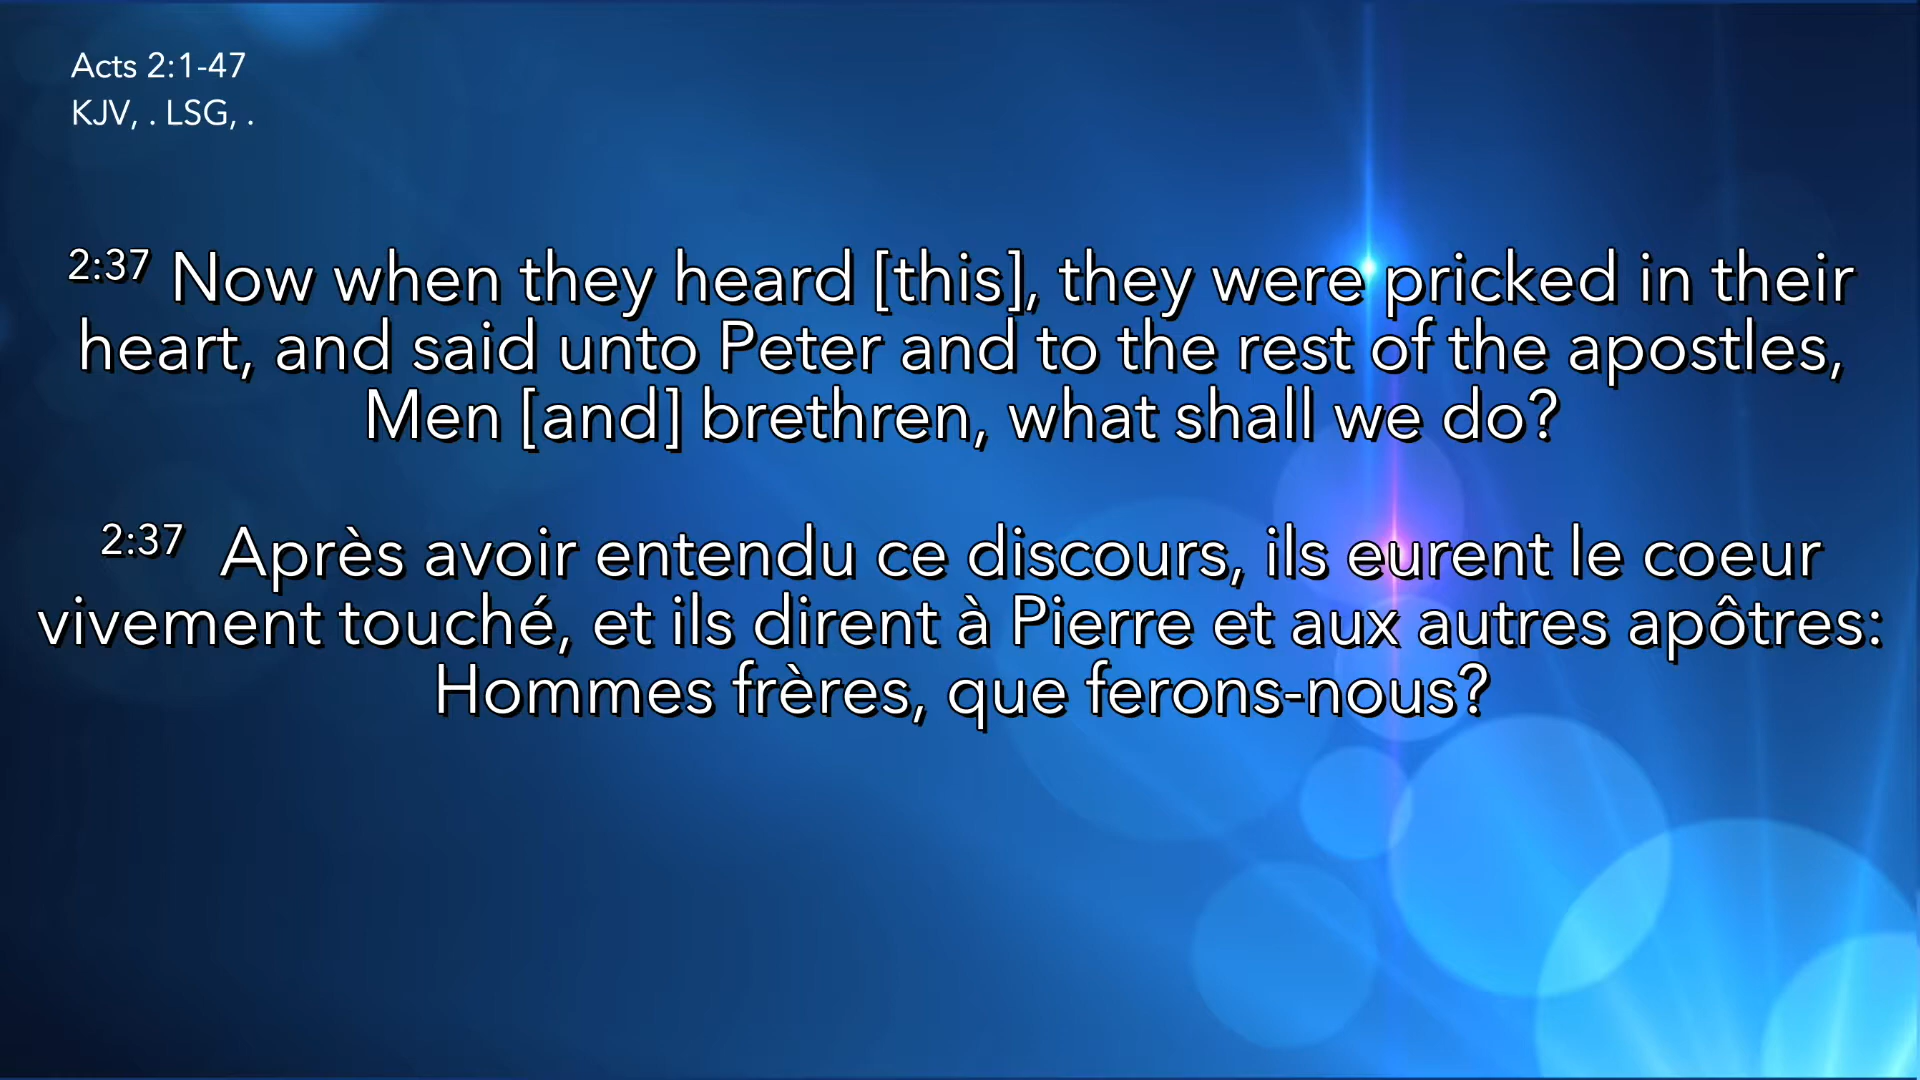 Acts 2:1-47
KJV, . LSG, .
2:37 Now when they heard [this], they were pricked in their
heart, and said unto Peter and to the rest of the apostles,
Men [and] brethren, what shall we do?
2:37 Après avoir entendu ce discours, ils eurent le coeur
vivement touché, et ils dirent à Pierre et aux autres apôtres:
Hommes frères, que ferons-nous?